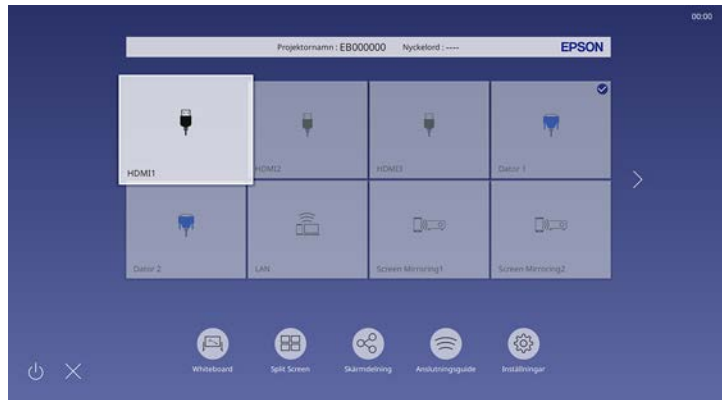 00:00
Projektornamn : EB000000 Nyckelord : ---- EPSON
HDMI1 HDMI2 HDMI3 Dator 1
Dator 2 LAN Screen Mirroring1 Screen Mirroring2
Whiteboard Split Screen Skärmdelning Anslutningsguide Inställningar